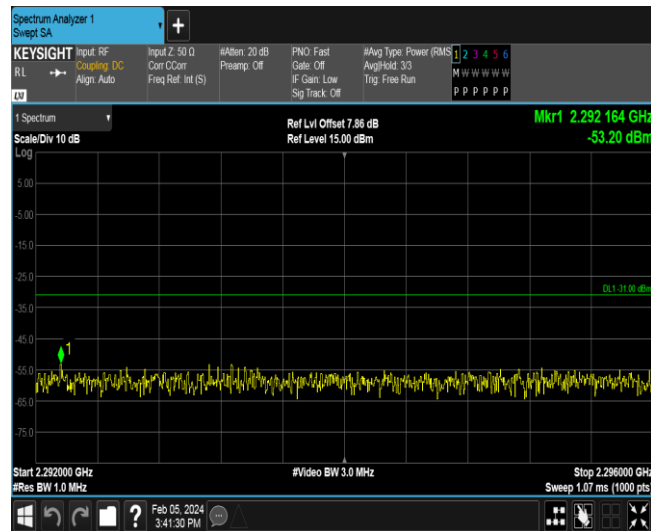 Spectrum Analyzer 1
Swept SA
+
KEYSIGHT
RL
LXI
Input: RF
Coupling: DC
Align: Auto
Input Z: 50 Ω
Corr CCorr
Freq Ref: Int (S)
#Atten: 20 dB
Preamp: Off
PNO: Fast
Gate: Off
IF Gain: Low
Sig Track: Off
#Avg Type: Power (RMS
Avg|Hold: 3/3
Trig: Free Run
1 2 3 4 5 6
M W W W W W
P P P P P P
1 Spectrum
Scale/Div 10 dB
Log
Ref Lvl Offset 7.86 dB
Ref Level 15.00 dBm
Mkr1 2.292 164 GHz
-53.20 dBm
5.00
-5.00
-15.0
-25.0
DL1 -31.00 dBm
-35.0
-45.0
1
-55.0
-65.0
-75.0
Start 2.292000 GHz
#Res BW 1.0 MHz
#Video BW 3.0 MHz
Stop 2.296000 GHz
Sweep 1.07 ms (1000 pts)
?
Feb 05, 2024
3:41:30 PM